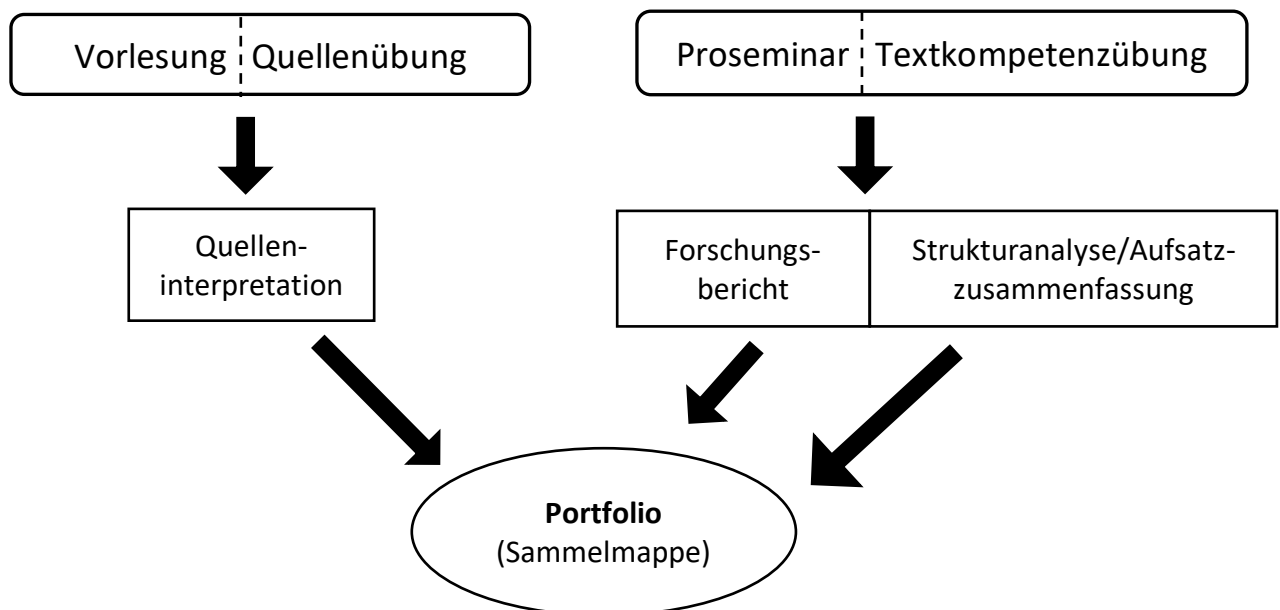 Vorlesung Quellenübung
Proseminar Textkompetenzübung
Quellen-
interpretation
Forschungs-
bericht
Strukturanalyse/Aufsatz-
zusammenfassung
Portfolio
(Sammelmappe)